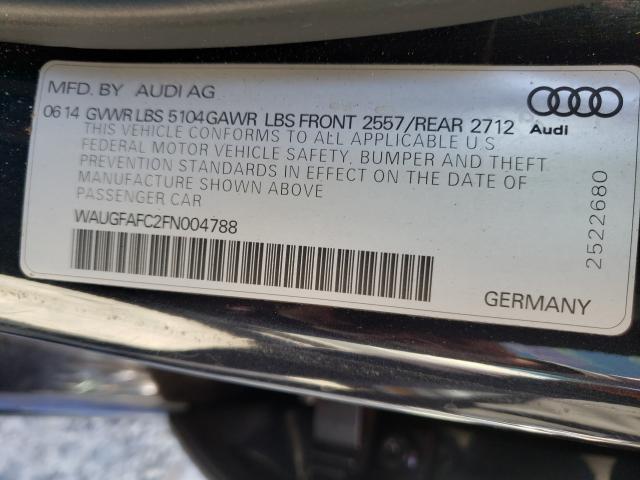 MFD. BY AUDI AG
06 14 GVWR LBS 5104 GAWR LBS FRONT 2557/REAR 2712
Audi
THIS VEHICLE CONFORMS TO ALL APPLICABLE U.S
FEDERAL MOTOR VEHICLE SAFETY, BUMPER AND THEFT
PREVENTION STANDARDS IN EFFECT ON THE DATE OF
MANUFACTURE SHOWN ABOVE
PASSENGER CAR
WAUGFAFC2FN004788
2522680
GERMANY